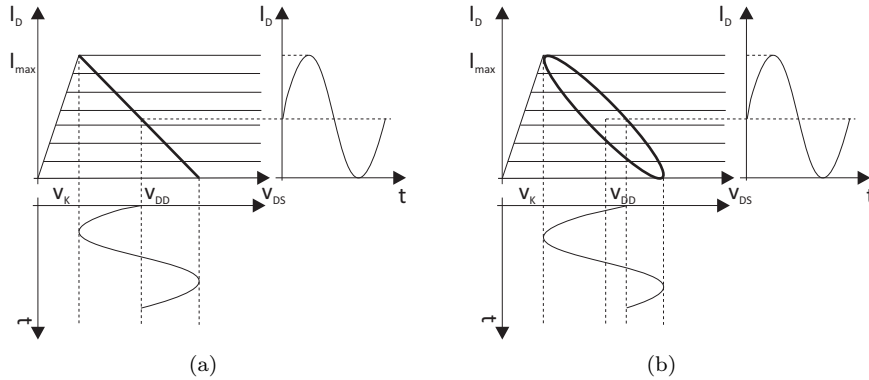 I_D
I_max
V_K
V_DD
V_DS
t
I_D
t
(a)
I_D
I_max
V_K
V_DD
V_DS
t
I_D
t
(b)